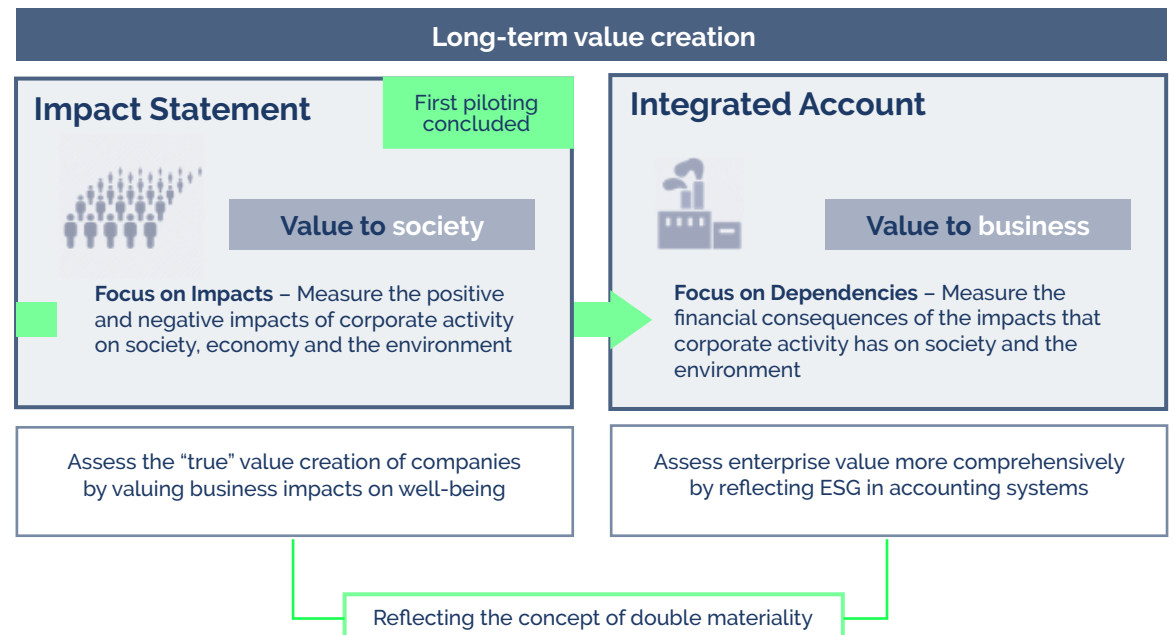 Long-term value creation
Impact Statement
First piloting
concluded
Value to society
Focus on Impacts – Measure the positive
and negative impacts of corporate activity
on society, economy and the environment
Assess the “true” value creation of companies
by valuing business impacts on well-being
Integrated Account
Value to business
Focus on Dependencies – Measure the
financial consequences of the impacts that
corporate activity has on society and the
environment
Assess enterprise value more comprehensively
by reflecting ESG in accounting systems
Reflecting the concept of double materiality